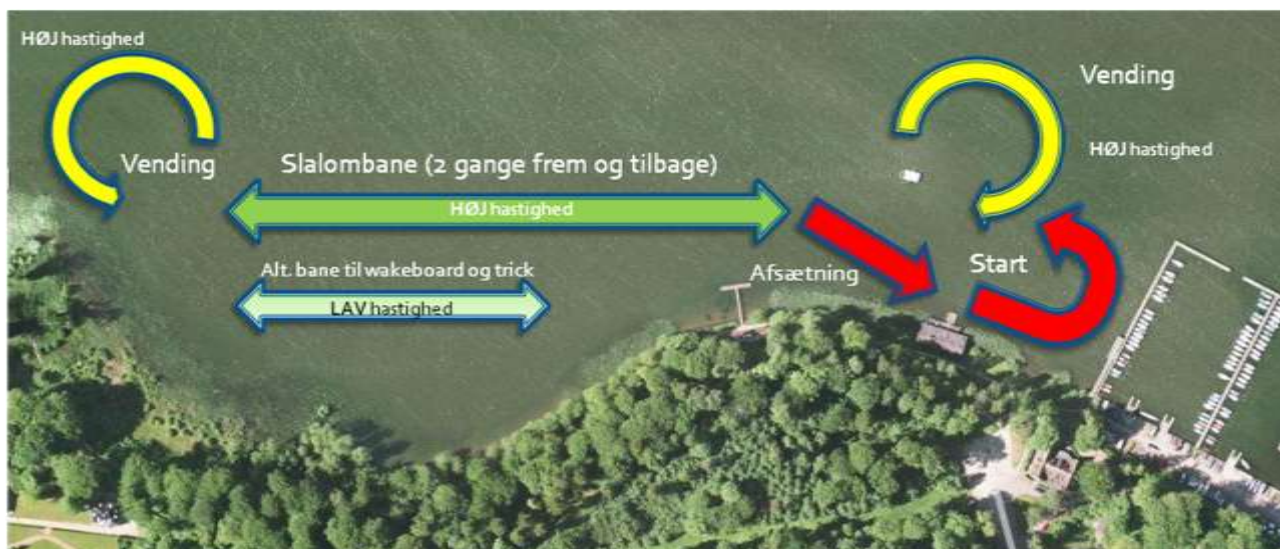 HØJ hastighed
Vending
Vending
HØJ hastighed
Slalombane (2 gange frem og tilbage)
HØJ hastighed
Alt. bane til wakeboard og trick
LAV hastighed
Afsætning
Start